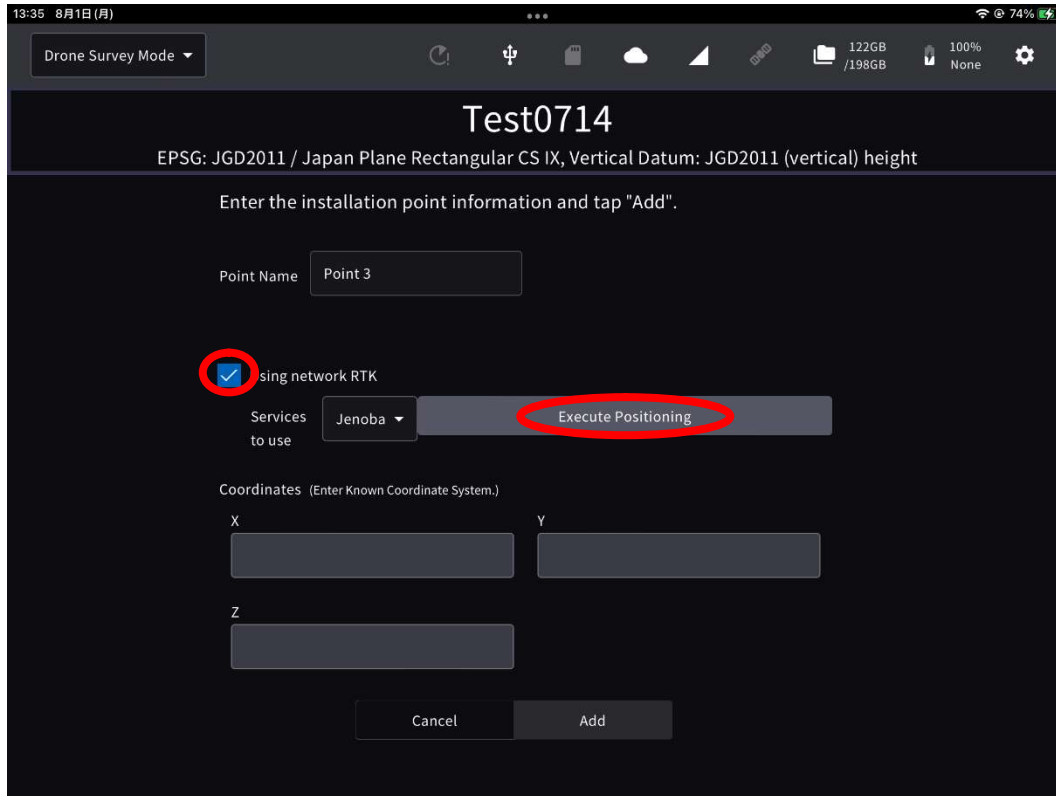 13:35 8月1日(月)
74%
Drone Survey Mode
122GB
/198GB
100%
None
Test0714
EPSG: JGD2011 / Japan Plane Rectangular CS IX, Vertical Datum: JGD2011 (vertical) height
Enter the installation point information and tap "Add".
Point Name
Point 3
sing network RTK
Services
to use
Jenoba
Execute Positioning
Coordinates (Enter Known Coordinate System.)
X
Y
Z
Cancel
Add